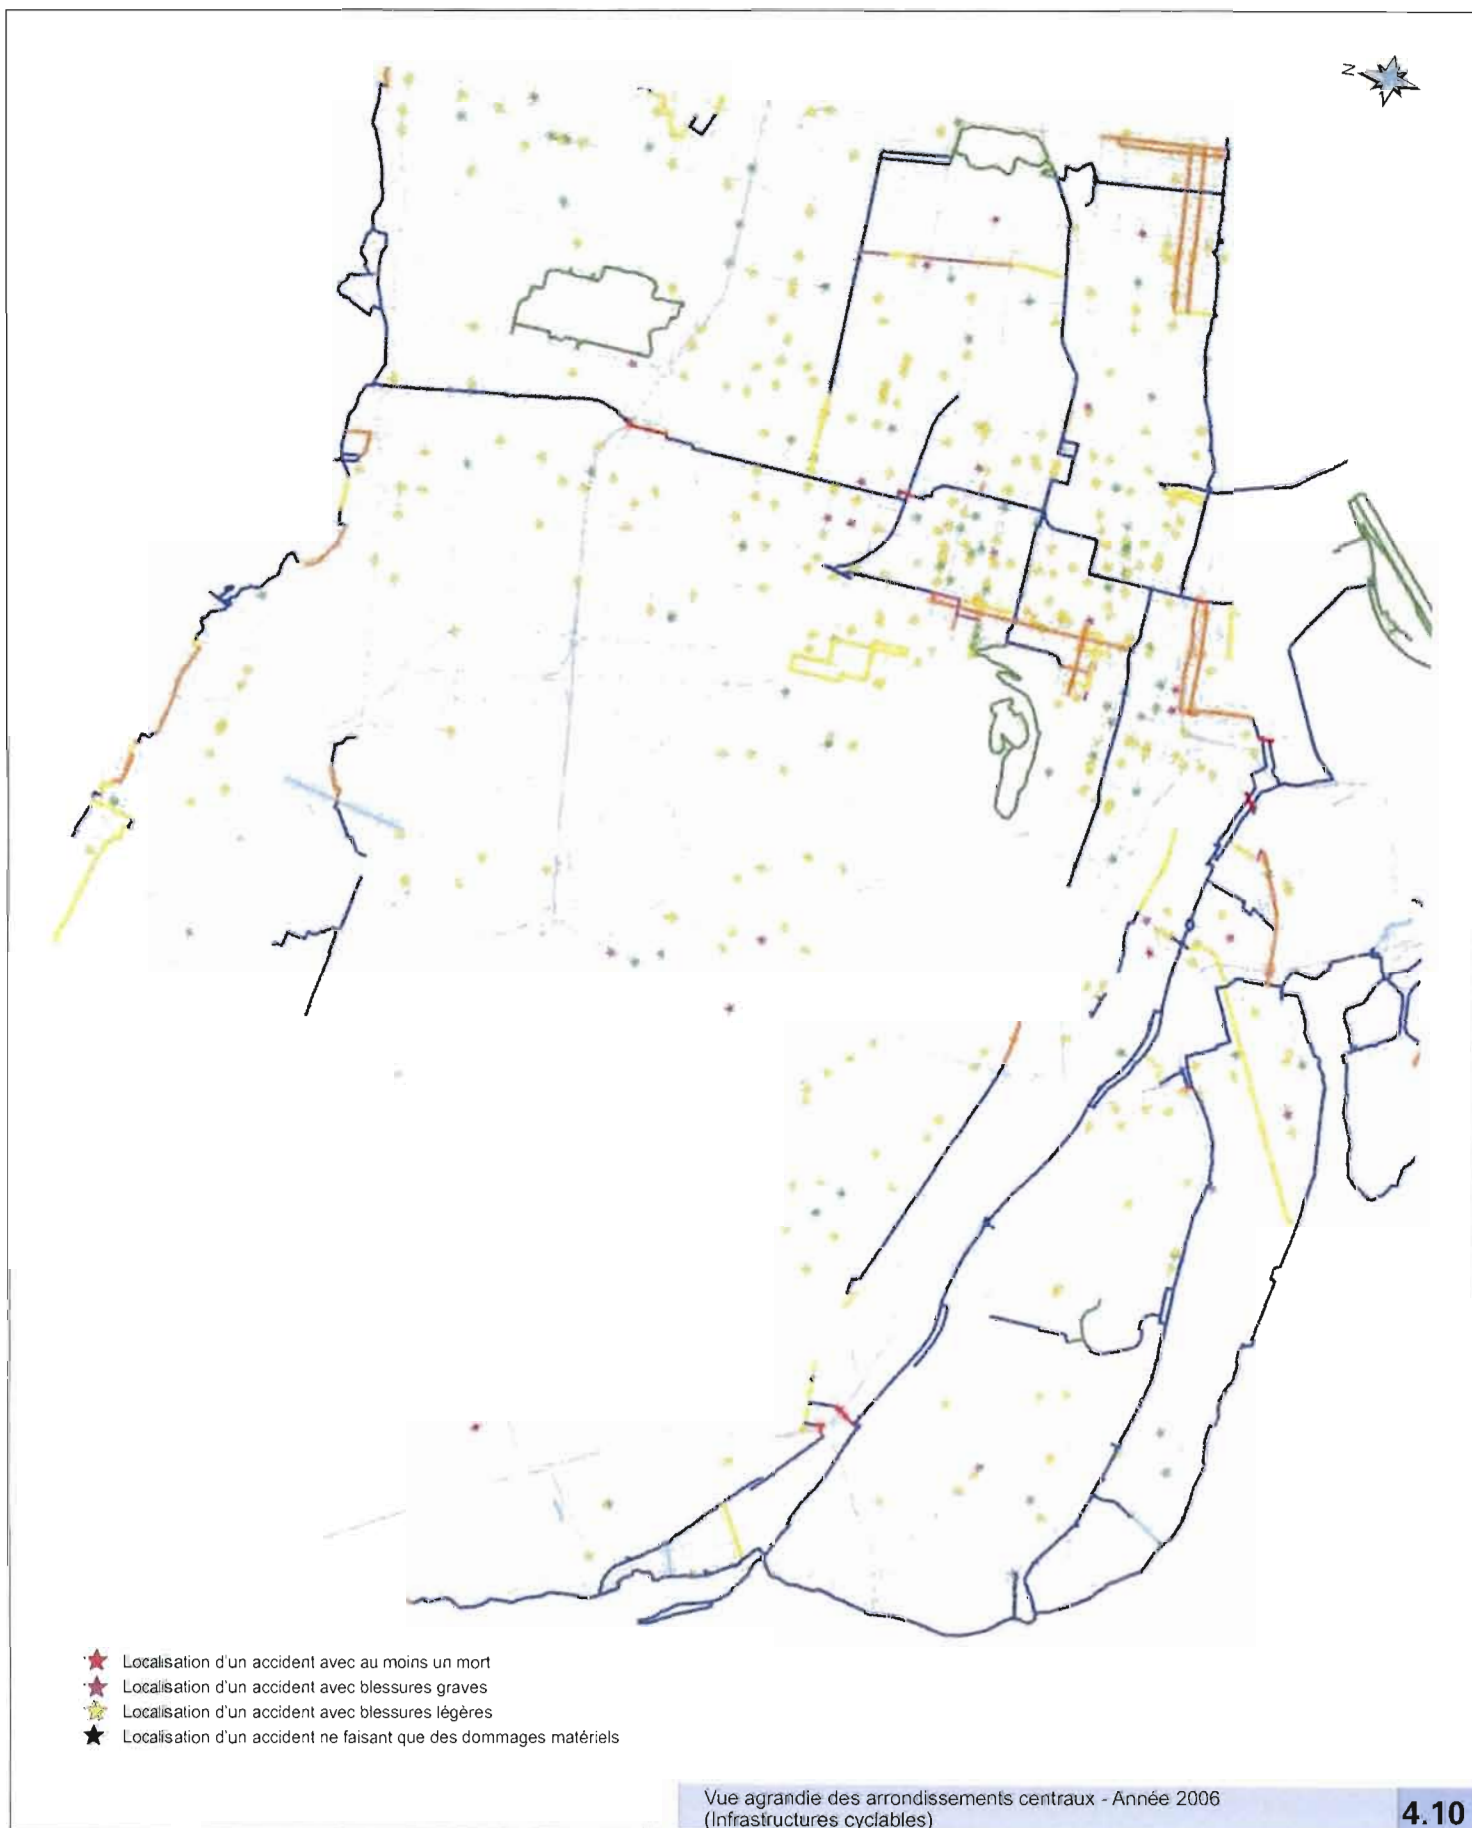 N
Localisation d'un accident avec au moins un mort
Localisation d'un accident avec blessures graves
Localisation d'un accident avec blessures légères
Localisation d'un accident ne faisant que des dommages matériels
Vue agrandie des arrondissements centraux - Année 2006
(Infrastructures cyclables)
4.10